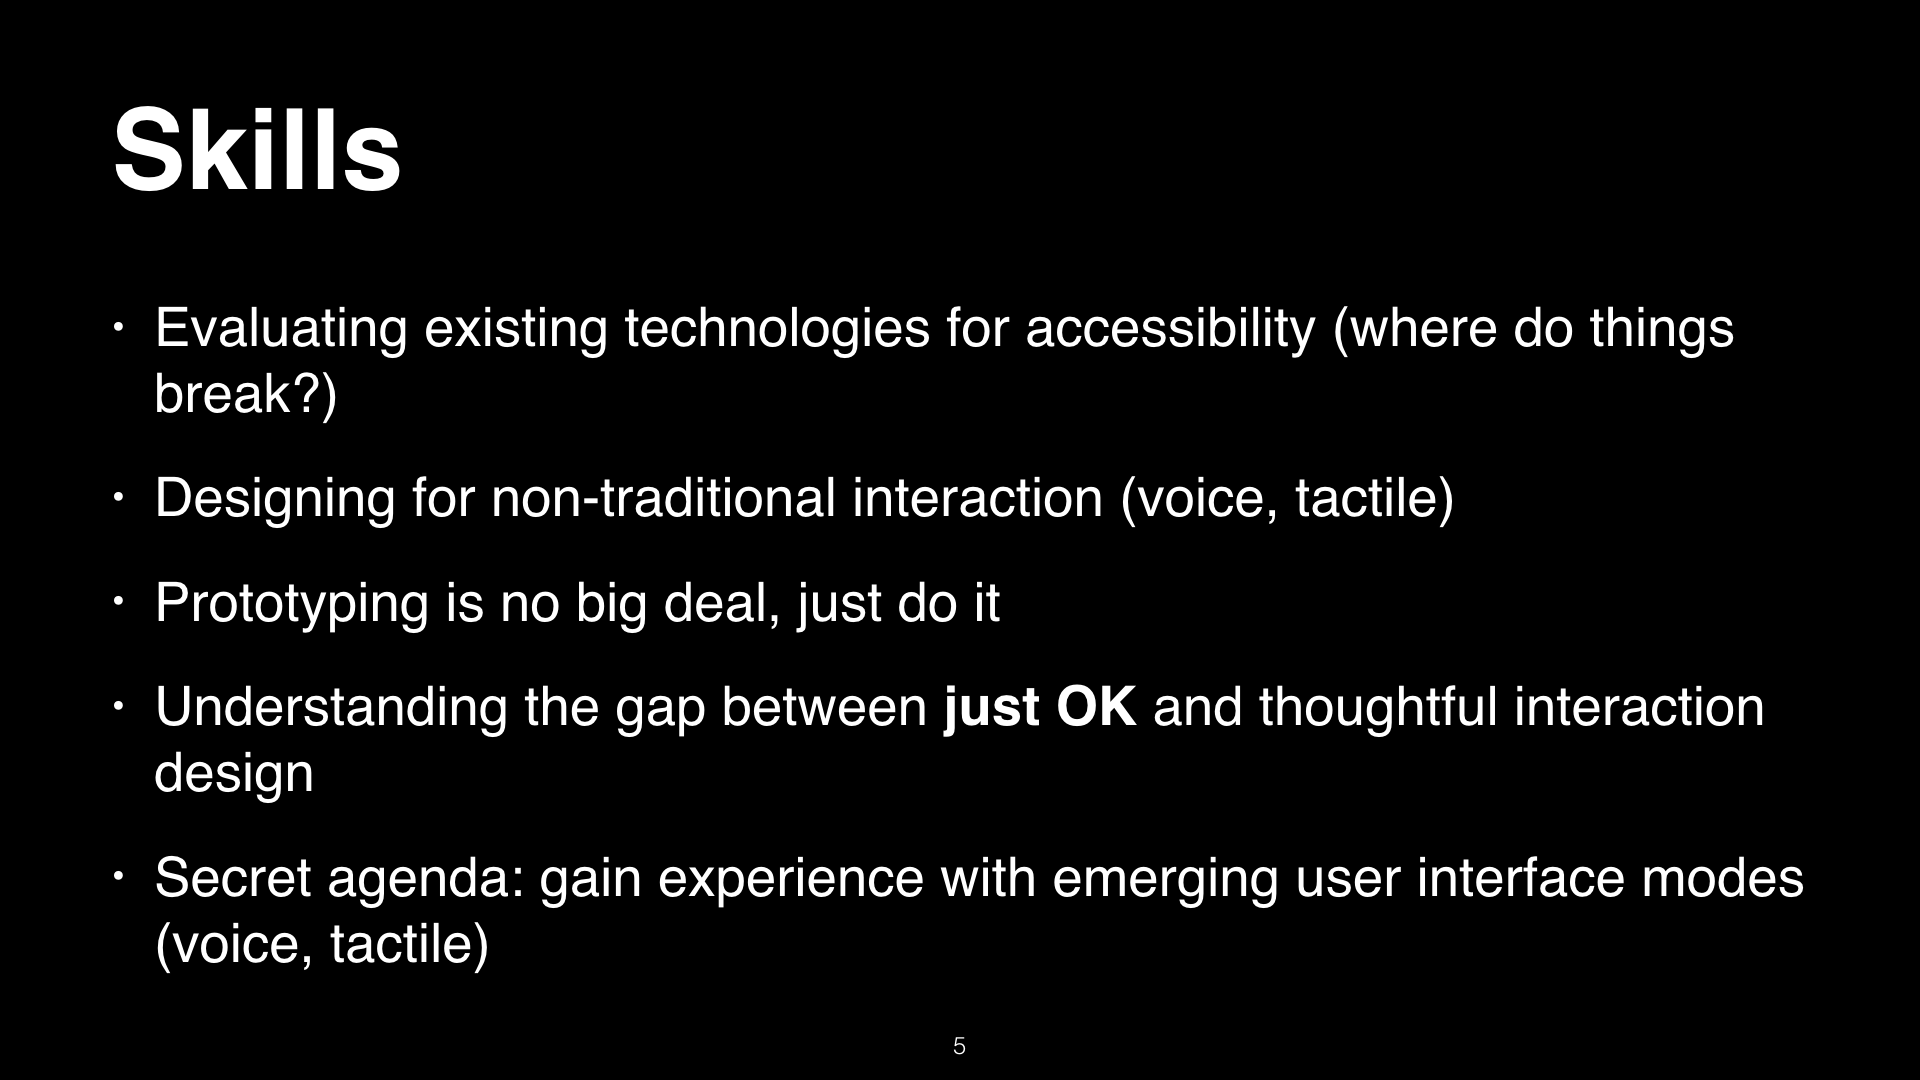 Skills
• Evaluating existing technologies for accessibility (where do things
break?)
• Designing for non-traditional interaction (voice, tactile)
• Prototyping is no big deal, just do it
• Understanding the gap between just OK and thoughtful interaction
design
• Secret agenda: gain experience with emerging user interface modes
(voice, tactile)
5